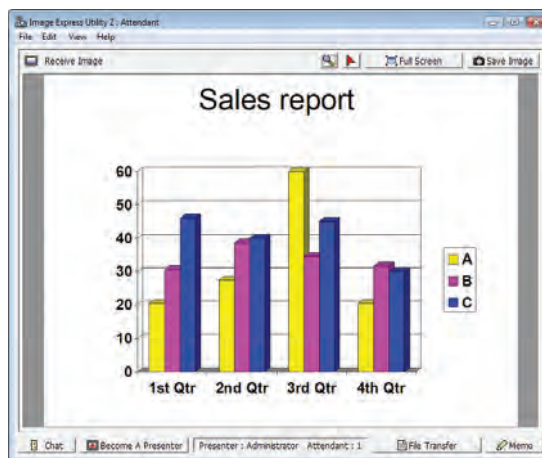 Image Express Utility 2 : Attendant
File Edit View Help
Receive Image Full Screen Save Image
Sales report
60
50
40
30
20
10
0
1st Qtr 2nd Qtr 3rd Qtr 4th Qtr
A
B
C
Chat Become A Presenter Presenter : Administrator Attendant : 1 File Transfer Memo